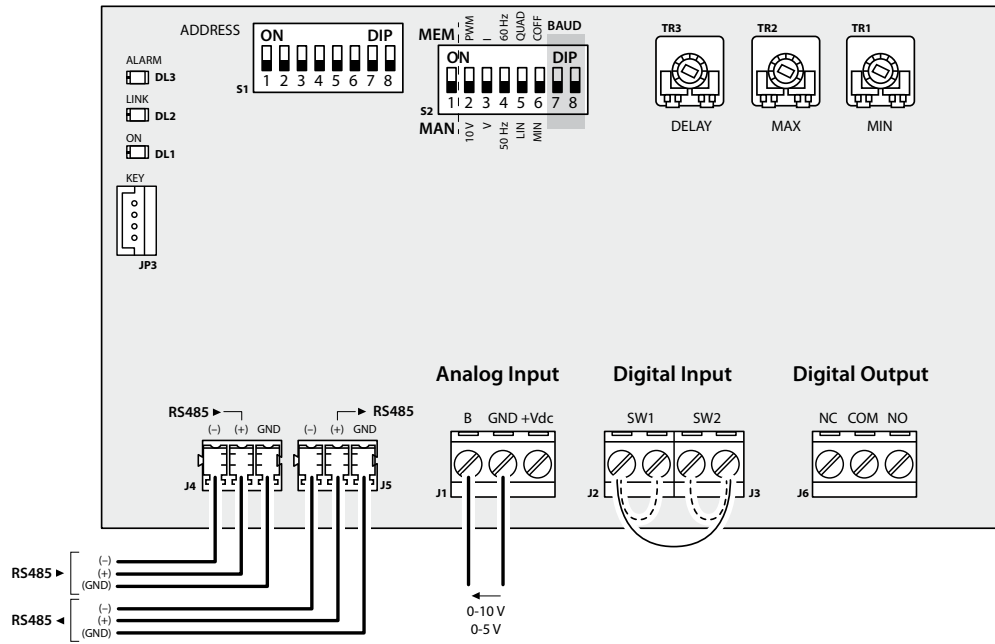 ADDRESS
ON DIP
1 2 3 4 5 6 7 8
S1
MEM PWM I 60 Hz QUAD COFF BAUD
ON DIP
1 2 3 4 5 6 7 8
S2
MAN 10 V V 50 Hz LIN MIN
TR3 TR2 TR1
DELAY MAX MIN
ALARM
DL3
LINK
DL2
ON
DL1
KEY
JP3
Analog Input Digital Input Digital Output
RS485 ► ► RS485
(–) (+) GND (–) (+) GND
B GND +Vdc
SW1 SW2
NC COM NO
J4 J5 J1 J2 J3 J6
RS485 ► (–)
(+)
(GND)
RS485 ◄ (–)
(+)
(GND)
0-10 V
0-5 V